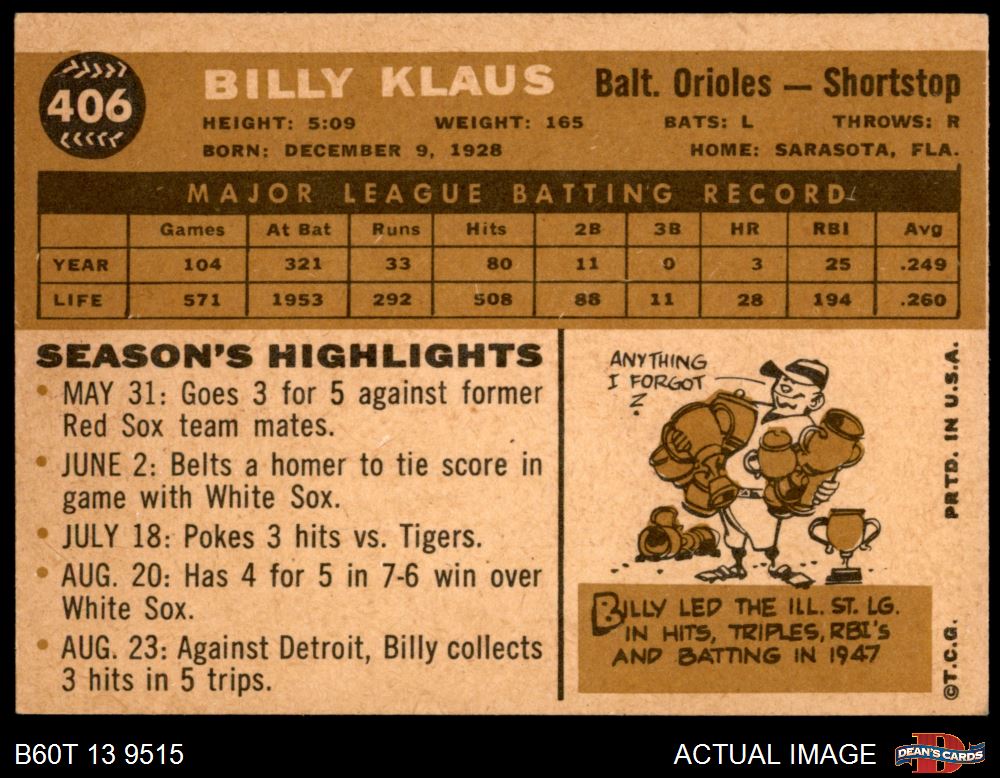 406
BILLY KLAUS Balt. Orioles — Shortstop
HEIGHT: 5:09 WEIGHT: 165 BATS: L THROWS: R
BORN: DECEMBER 9, 1928 HOME: SARASOTA, FLA.
MAJOR LEAGUE BATTING RECORD
Games At Bat Runs Hits 2B 3B HR RBI Avg
YEAR 104 321 33 80 11 0 3 25 .249
LIFE 571 1953 292 508 88 11 28 194 .260
SEASON'S HIGHLIGHTS
• MAY 31: Goes 3 for 5 against former
Red Sox team mates.
• JUNE 2: Belts a homer to tie score in
game with White Sox.
• JULY 18: Pokes 3 hits vs. Tigers.
• AUG. 20: Has 4 for 5 in 7-6 win over
White Sox.
• AUG. 23: Against Detroit, Billy collects
3 hits in 5 trips.
ANYTHING
I FORGOT
?
BILLY LED THE ILL. ST. LG.
IN HITS, TRIPLES, RBI'S
AND BATTING IN 1947
©T.C.G. PRTD. IN U.S.A.
B60T 13 9515 ACTUAL IMAGE DEAN'S CARDS